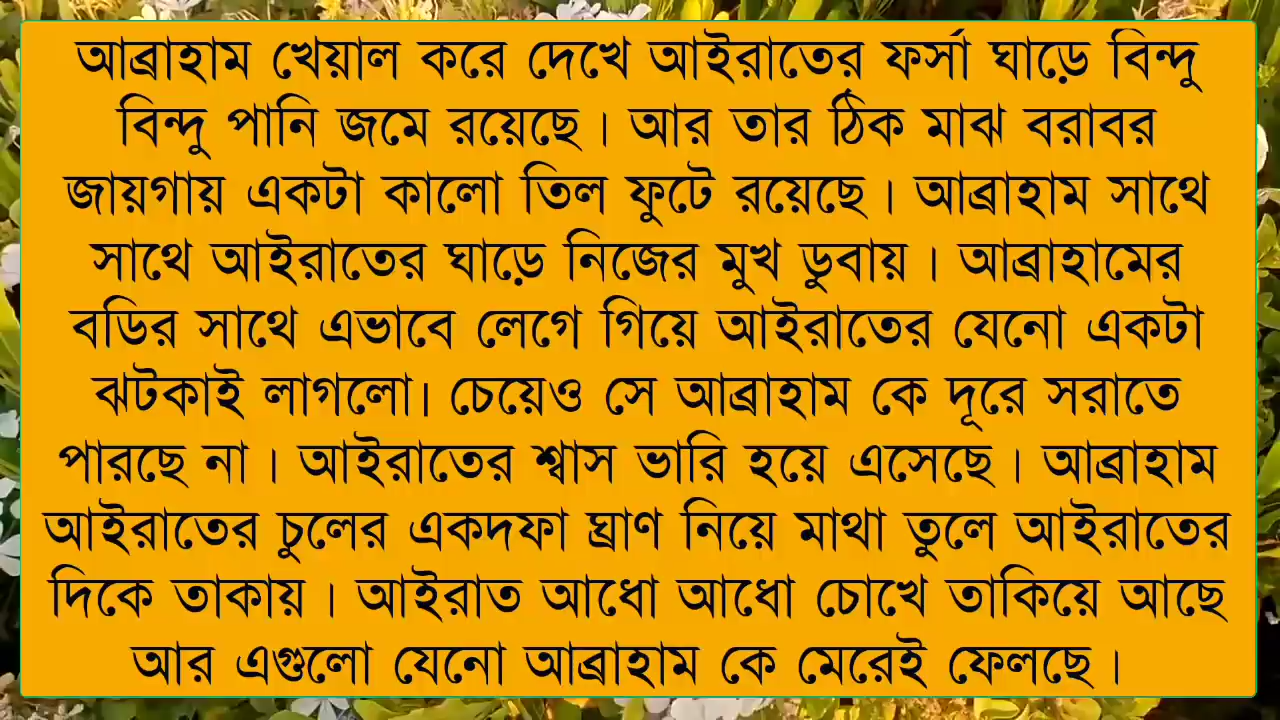 আব্রাহাম খেয়াল করে দেখে আইরাতের ফর্সা ঘাড়ে বিন্দু
বিন্দু পানি জমে রয়েছে। আর তার ঠিক মাঝ বরাবর
জায়গায় একটা কালো তিল ফুটে রয়েছে। আব্রাহাম সাথে
সাথে আইরাতের ঘাড়ে নিজের মুখ ডুবায়। আব্রাহামের
বডির সাথে এভাবে লেগে গিয়ে আইরাতের যেনো একটা
ঝটকাই লাগলো। চেয়েও সে আব্রাহাম কে দূরে সরাতে
পারছে না। আইরাতের শ্বাস ভারি হয়ে এসেছে। আব্রাহাম
আইরাতের চুলের একদফা ঘ্রাণ নিয়ে মাথা তুলে আইরাতের
দিকে তাকায়। আইরাত আধো আধো চোখে তাকিয়ে আছে
আর এগুলো যেনো আব্রাহাম কে মেরেই ফেলছে।